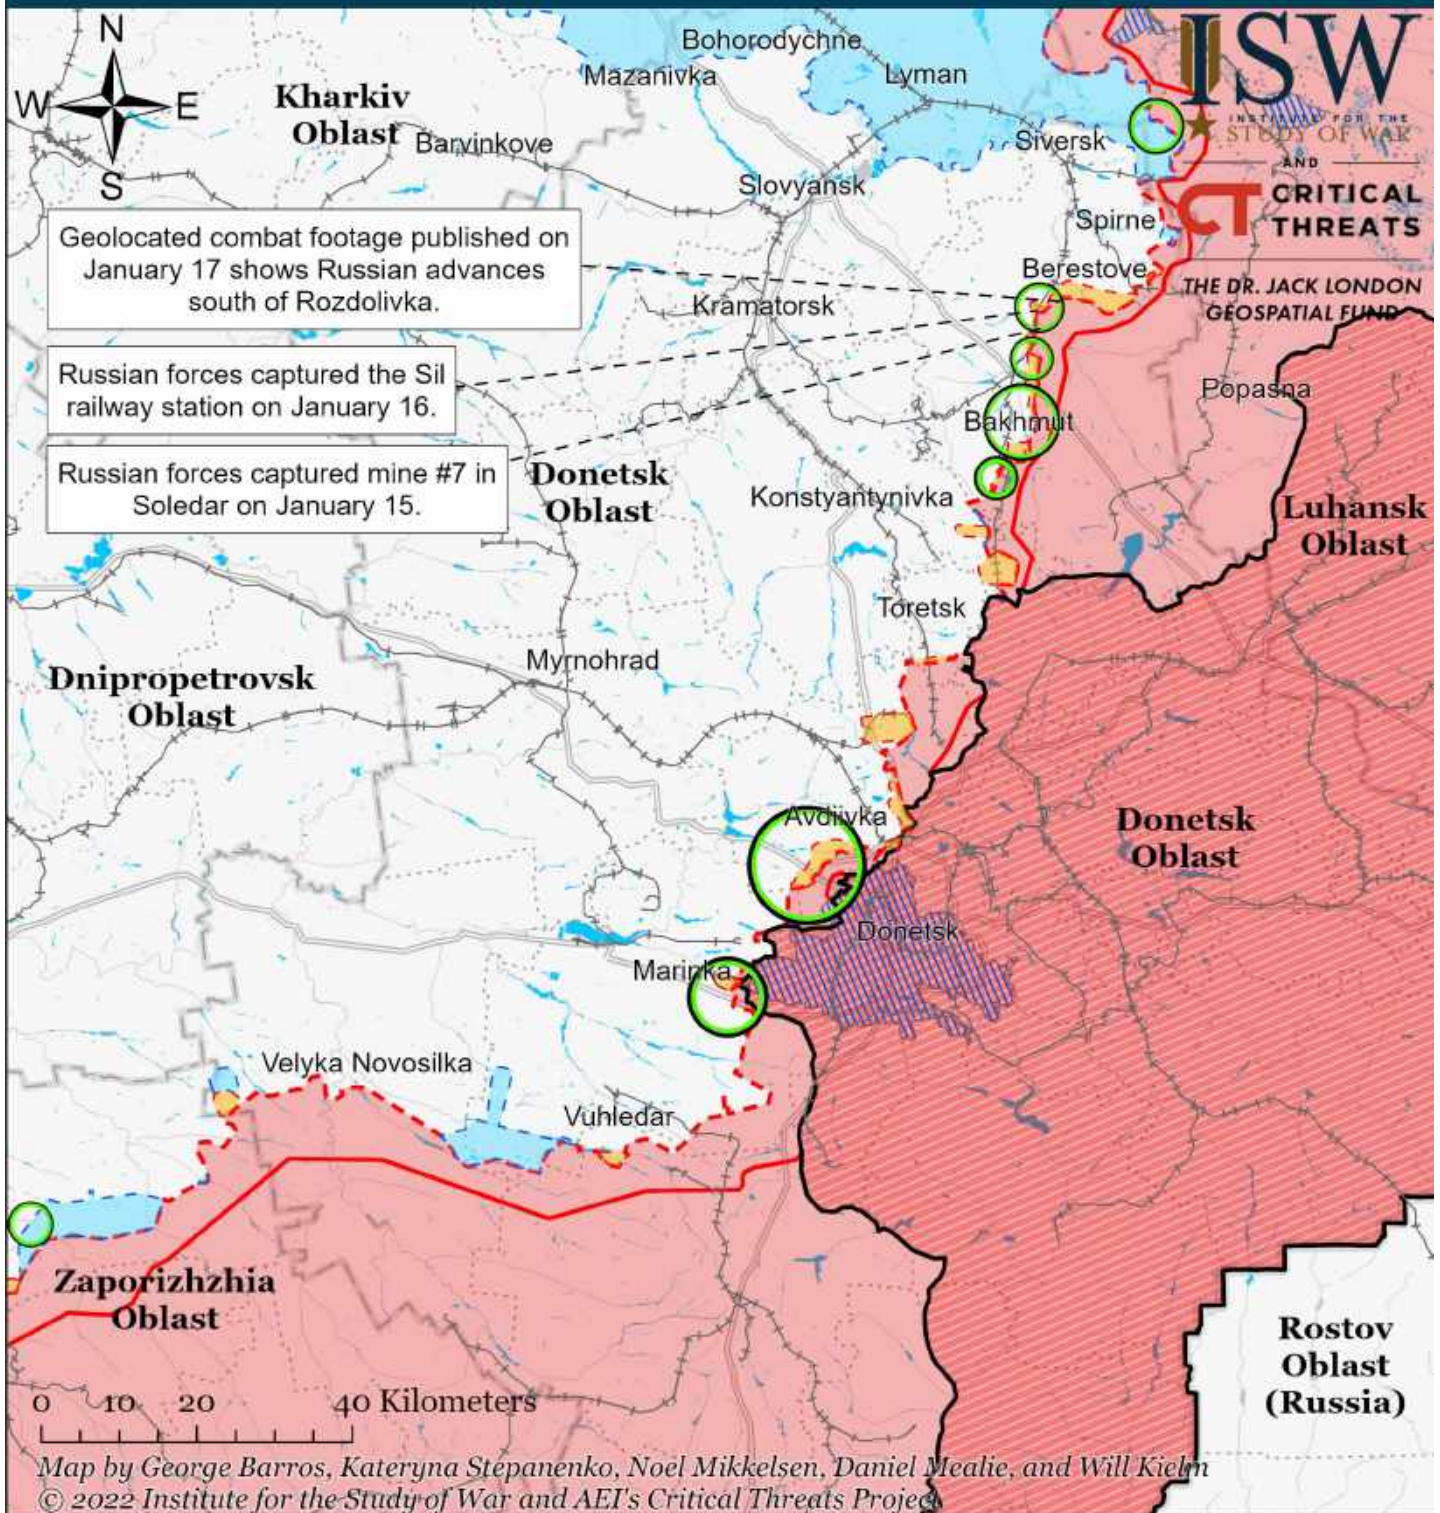 N
W
E
S
ISW
INSTITUTE FOR THE
STUDY OF WAR
AND
CT CRITICAL
THREATS
THE DR. JACK LONDON
GEOSPATIAL FUND
Bohorodychne
Mazanivka
Lyman
Kharkiv
Oblast
Barvinkove
Siversk
Slovyansk
Spirne
Geolocated combat footage published on
January 17 shows Russian advances
south of Rozdolivka.
Berestove
Kramatorsk
Russian forces captured the Sil
railway station on January 16.
Popasna
Bakhmut
Russian forces captured mine #7 in
Soledar on January 15.
Donetsk
Oblast
Konstyantynivka
Luhansk
Oblast
Toretsk
Myrnohrad
Dnipropetrovsk
Oblast
Avdiivka
Donetsk
Oblast
Donetsk
Marinka
Velyka Novosilka
Vuhledar
Zaporizhzhia
Oblast
Rostov
Oblast
(Russia)
0 10 20 40 Kilometers
Map by George Barros, Kateryna Stepanenko, Noel Mikkelsen, Daniel Mealie, and Will Kielm
© 2022 Institute for the Study of War and AEI's Critical Threats Project